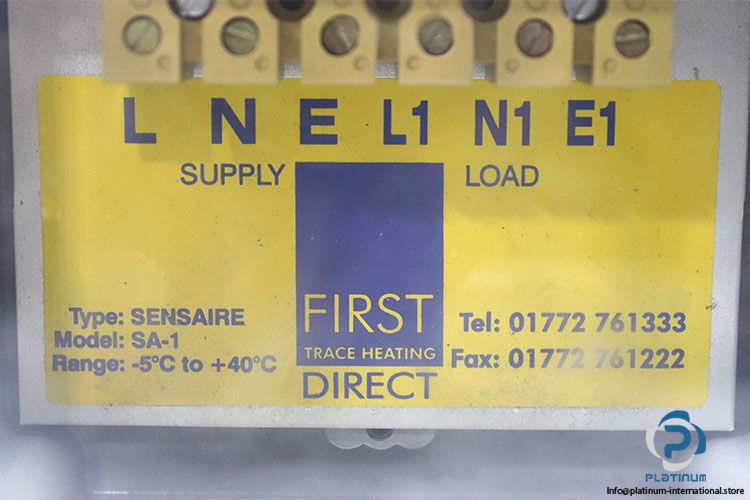 L N E L1 N1 E1
SUPPLY LOAD
FIRST
TRACE HEATING
DIRECT
Type: SENSAIRE
Model: SA-1
Range: -5°C to +40°C
Tel: 01772 761333
Fax: 01772 761222
PLATINUM
Info@platinum-international.store